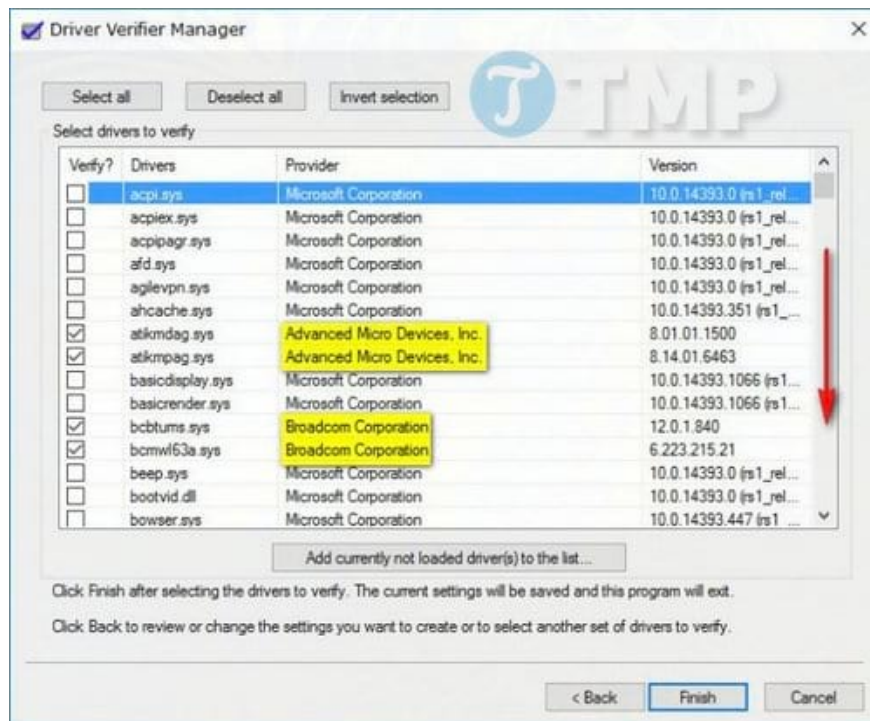 Driver Verifier Manager
TMP
Select all Deselect all Invert selection
Select drivers to verify
Verify? Drivers Provider Version
acpi.sys Microsoft Corporation 10.0.14393.0 (rs1_rel...
acpiex.sys Microsoft Corporation 10.0.14393.0 (rs1_rel...
acpipagr.sys Microsoft Corporation 10.0.14393.0 (rs1_rel...
afd.sys Microsoft Corporation 10.0.14393.0 (rs1_rel...
agilevpn.sys Microsoft Corporation 10.0.14393.0 (rs1_rel...
ahcache.sys Microsoft Corporation 10.0.14393.351 (rs1_...
atikmdag.sys Advanced Micro Devices, Inc. 8.01.01.1500
atikmpag.sys Advanced Micro Devices, Inc. 8.14.01.6463
basicdisplay.sys Microsoft Corporation 10.0.14393.1066 (rs1...
basicrender.sys Microsoft Corporation 10.0.14393.1066 (rs1...
bcbtums.sys Broadcom Corporation 12.0.1.840
bcmwl63a.sys Broadcom Corporation 6.223.215.21
beep.sys Microsoft Corporation 10.0.14393.0 (rs1_rel...
bootvid.dll Microsoft Corporation 10.0.14393.0 (rs1_rel...
bowser.sys Microsoft Corporation 10.0.14393.447 (rs1_...
Add currently not loaded driver(s) to the list...
Click Finish after selecting the drivers to verify. The current settings will be saved and this program will exit.
Click Back to review or change the settings you want to create or to select another set of drivers to verify.
< Back Finish Cancel